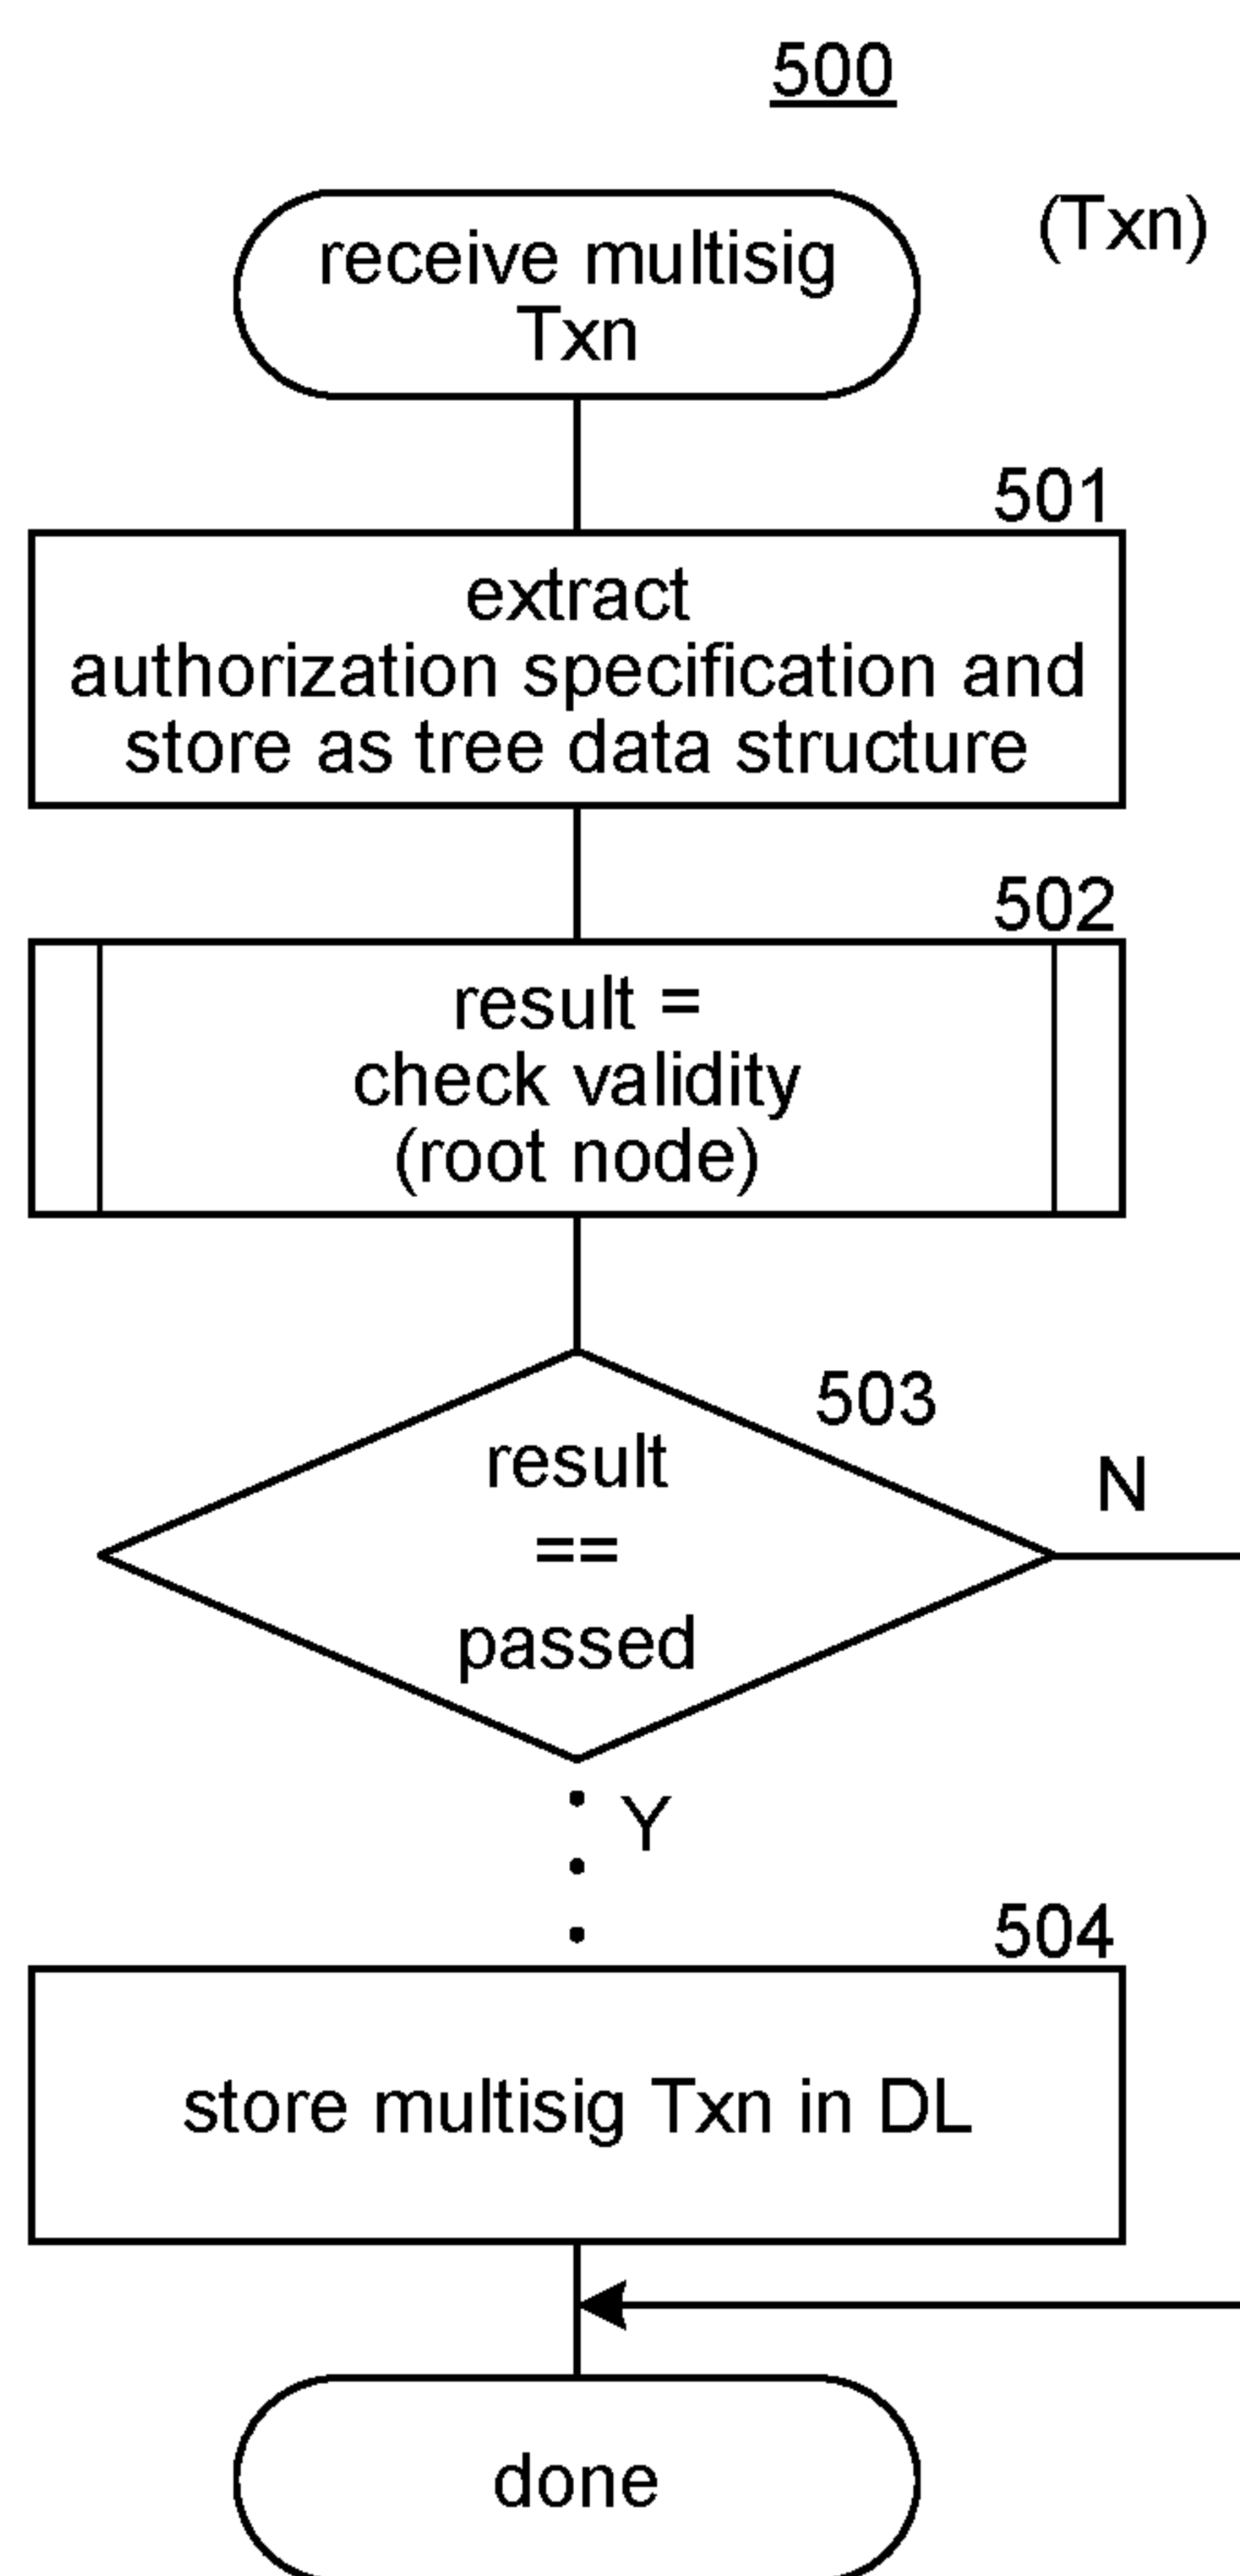 500
(Txn)
receive multisig
Txn
501
extract
authorization specification and
store as tree data structure
502
result =
check validity
(root node)
503
result
==
passed
N
Y
504
store multisig Txn in DL
done